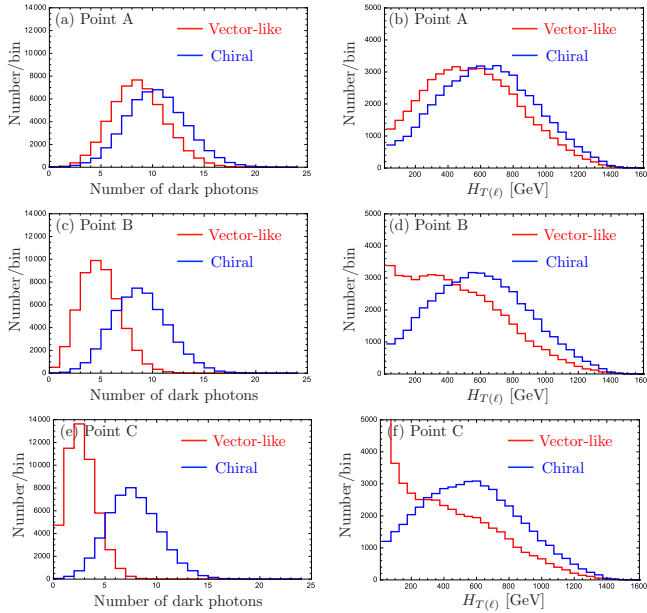 (a) Point A
Vector-like
Chiral
Number/bin
14000
12000
10000
8000
6000
4000
2000
0
0 5 10 15 20 25
Number of dark photons
(b) Point A
Vector-like
Chiral
Number/bin
5000
4000
3000
2000
1000
0
200 400 600 800 1000 1200 1400 1600
H_{T(ℓ)} [GeV]
(c) Point B
Vector-like
Chiral
Number/bin
14000
12000
10000
8000
6000
4000
2000
0
0 5 10 15 20 25
Number of dark photons
(d) Point B
Vector-like
Chiral
Number/bin
5000
4000
3000
2000
1000
0
200 400 600 800 1000 1200 1400 1600
H_{T(ℓ)} [GeV]
(e) Point C
Vector-like
Chiral
Number/bin
14000
12000
10000
8000
6000
4000
2000
0
0 5 10 15 20 25
Number of dark photons
(f) Point C
Vector-like
Chiral
Number/bin
5000
4000
3000
2000
1000
0
200 400 600 800 1000 1200 1400 1600
H_{T(ℓ)} [GeV]